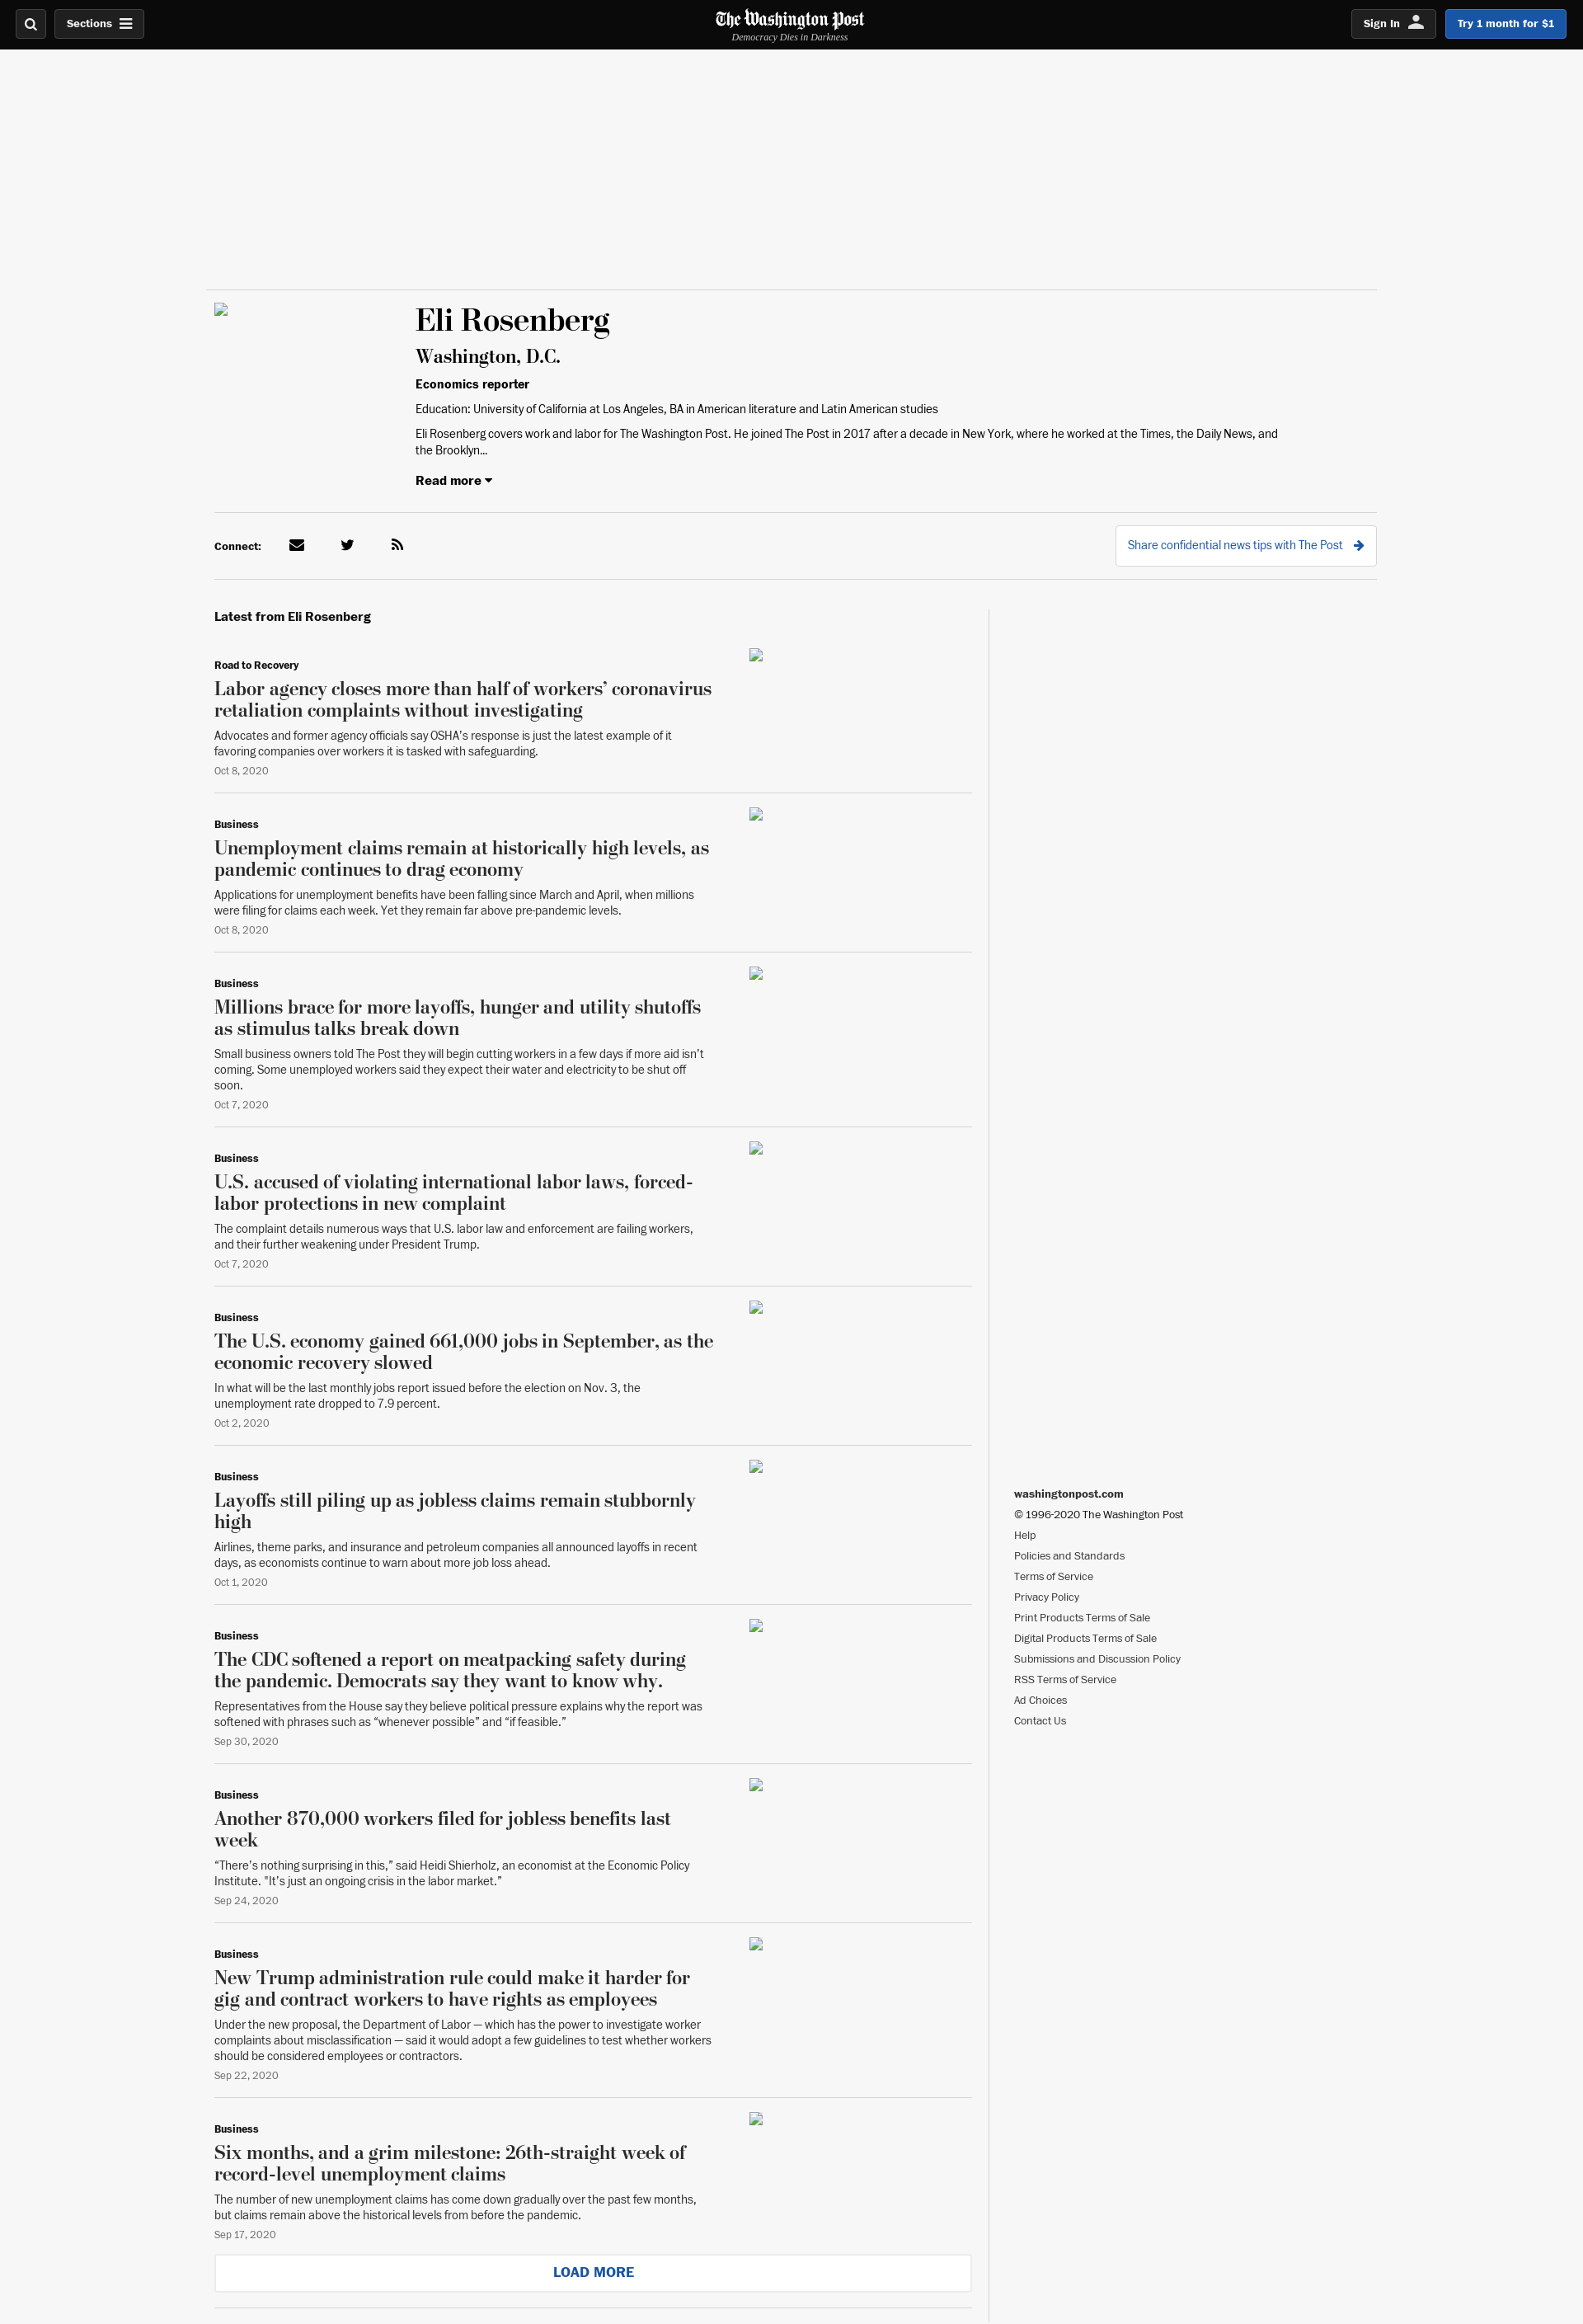 Sections
The Washington Post
Democracy Dies in Darkness
Sign In
Try 1 month for $1
Eli Rosenberg
Washington, D.C.
Economics reporter
Education: University of California at Los Angeles, BA in American literature and Latin American studies
Eli Rosenberg covers work and labor for The Washington Post. He joined The Post in 2017 after a decade in New York, where he worked at the Times, the Daily News, and
the Brooklyn...
Read more
Connect:
Share confidential news tips with The Post
Latest from Eli Rosenberg
Road to Recovery
Labor agency closes more than half of workers’ coronavirus
retaliation complaints without investigating
Advocates and former agency officials say OSHA’s response is just the latest example of it
favoring companies over workers it is tasked with safeguarding.
Oct 8, 2020
Business
Unemployment claims remain at historically high levels, as
pandemic continues to drag economy
Applications for unemployment benefits have been falling since March and April, when millions
were filing for claims each week. Yet they remain far above pre-pandemic levels.
Oct 8, 2020
Business
Millions brace for more layoffs, hunger and utility shutoffs
as stimulus talks break down
Small business owners told The Post they will begin cutting workers in a few days if more aid isn’t
coming. Some unemployed workers said they expect their water and electricity to be shut off
soon.
Oct 7, 2020
Business
U.S. accused of violating international labor laws, forced-
labor protections in new complaint
The complaint details numerous ways that U.S. labor law and enforcement are failing workers,
and their further weakening under President Trump.
Oct 7, 2020
Business
The U.S. economy gained 661,000 jobs in September, as the
economic recovery slowed
In what will be the last monthly jobs report issued before the election on Nov. 3, the
unemployment rate dropped to 7.9 percent.
Oct 2, 2020
Business
Layoffs still piling up as jobless claims remain stubbornly
high
Airlines, theme parks, and insurance and petroleum companies all announced layoffs in recent
days, as economists continue to warn about more job loss ahead.
Oct 1, 2020
Business
The CDC softened a report on meatpacking safety during
the pandemic. Democrats say they want to know why.
Representatives from the House say they believe political pressure explains why the report was
softened with phrases such as “whenever possible” and “if feasible.”
Sep 30, 2020
Business
Another 870,000 workers filed for jobless benefits last
week
“There’s nothing surprising in this,” said Heidi Shierholz, an economist at the Economic Policy
Institute. "It’s just an ongoing crisis in the labor market.”
Sep 24, 2020
Business
New Trump administration rule could make it harder for
gig and contract workers to have rights as employees
Under the new proposal, the Department of Labor — which has the power to investigate worker
complaints about misclassification — said it would adopt a few guidelines to test whether workers
should be considered employees or contractors.
Sep 22, 2020
Business
Six months, and a grim milestone: 26th-straight week of
record-level unemployment claims
The number of new unemployment claims has come down gradually over the past few months,
but claims remain above the historical levels from before the pandemic.
Sep 17, 2020
LOAD MORE
washingtonpost.com
© 1996-2020 The Washington Post
Help
Policies and Standards
Terms of Service
Privacy Policy
Print Products Terms of Sale
Digital Products Terms of Sale
Submissions and Discussion Policy
RSS Terms of Service
Ad Choices
Contact Us